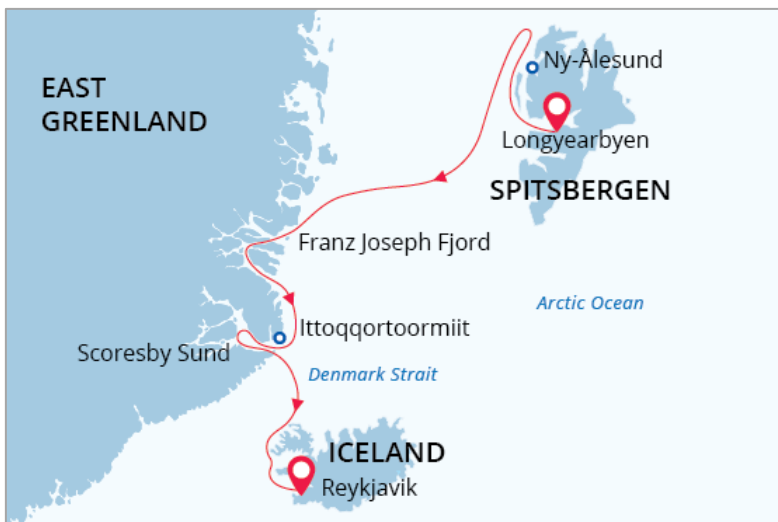 EAST
GREENLAND
Ny-Ålesund
Longyearbyen
SPITSBERGEN
Franz Joseph Fjord
Arctic Ocean
Ittoqqortoormiit
Scoresby Sund
Denmark Strait
ICELAND
Reykjavik